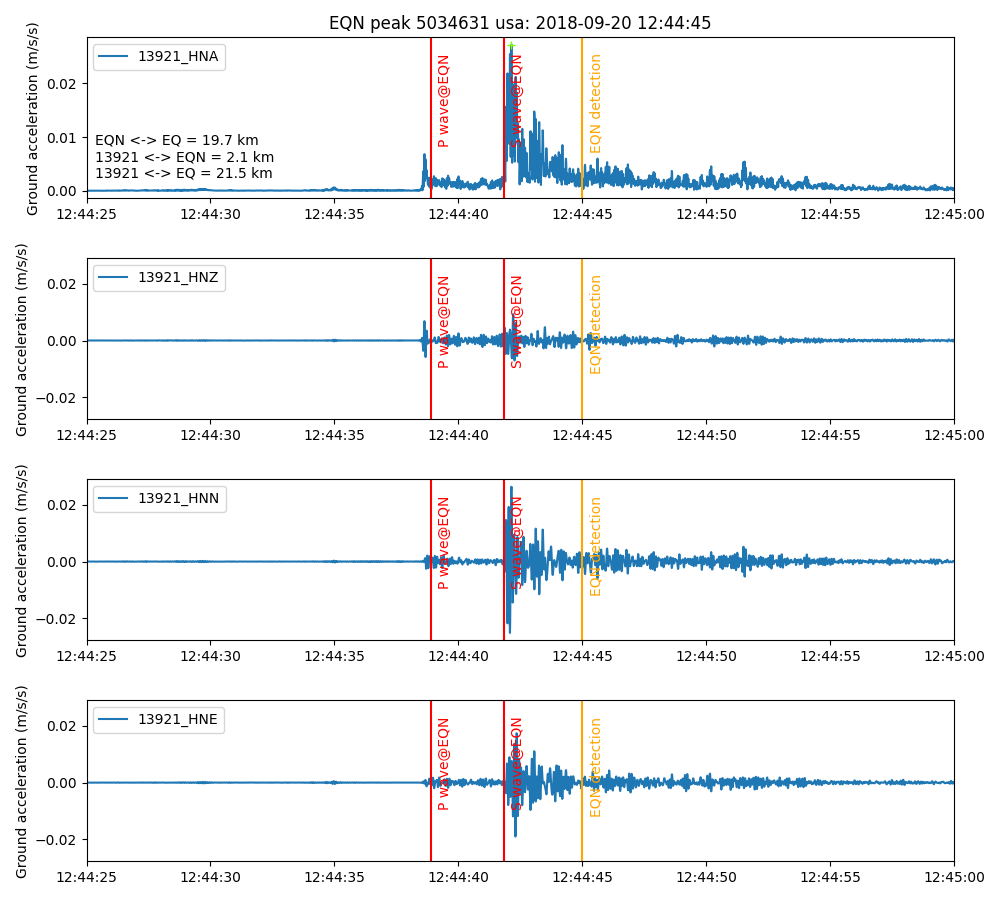 EQN peak 5034631 usa: 2018-09-20 12:44:45
Ground acceleration (m/s/s)
0.02
0.01
0.00
13921_HNA
EQN <-> EQ = 19.7 km
13921 <-> EQN = 2.1 km
13921 <-> EQ = 21.5 km
P wave@EQN
S wave@EQN
EQN detection
12:44:25 12:44:30 12:44:35 12:44:40 12:44:45 12:44:50 12:44:55 12:45:00
Ground acceleration (m/s/s)
0.02
0.00
−0.02
13921_HNZ
P wave@EQN
S wave@EQN
EQN detection
12:44:25 12:44:30 12:44:35 12:44:40 12:44:45 12:44:50 12:44:55 12:45:00
Ground acceleration (m/s/s)
0.02
0.00
−0.02
13921_HNN
P wave@EQN
S wave@EQN
EQN detection
12:44:25 12:44:30 12:44:35 12:44:40 12:44:45 12:44:50 12:44:55 12:45:00
Ground acceleration (m/s/s)
0.02
0.00
−0.02
13921_HNE
P wave@EQN
S wave@EQN
EQN detection
12:44:25 12:44:30 12:44:35 12:44:40 12:44:45 12:44:50 12:44:55 12:45:00